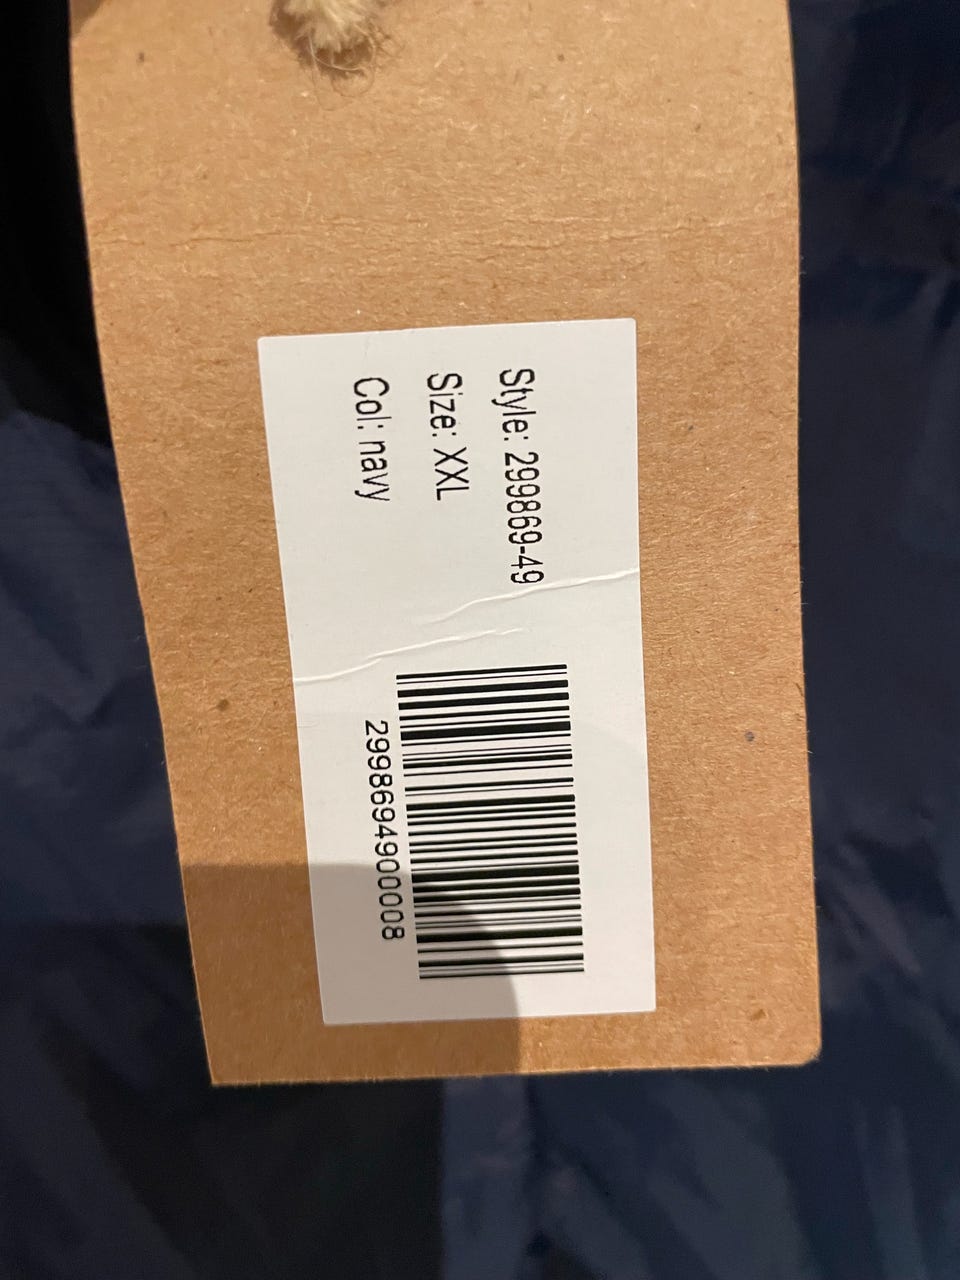 Style: 299869-49
Size: XXL
Col: navy
2998694900008